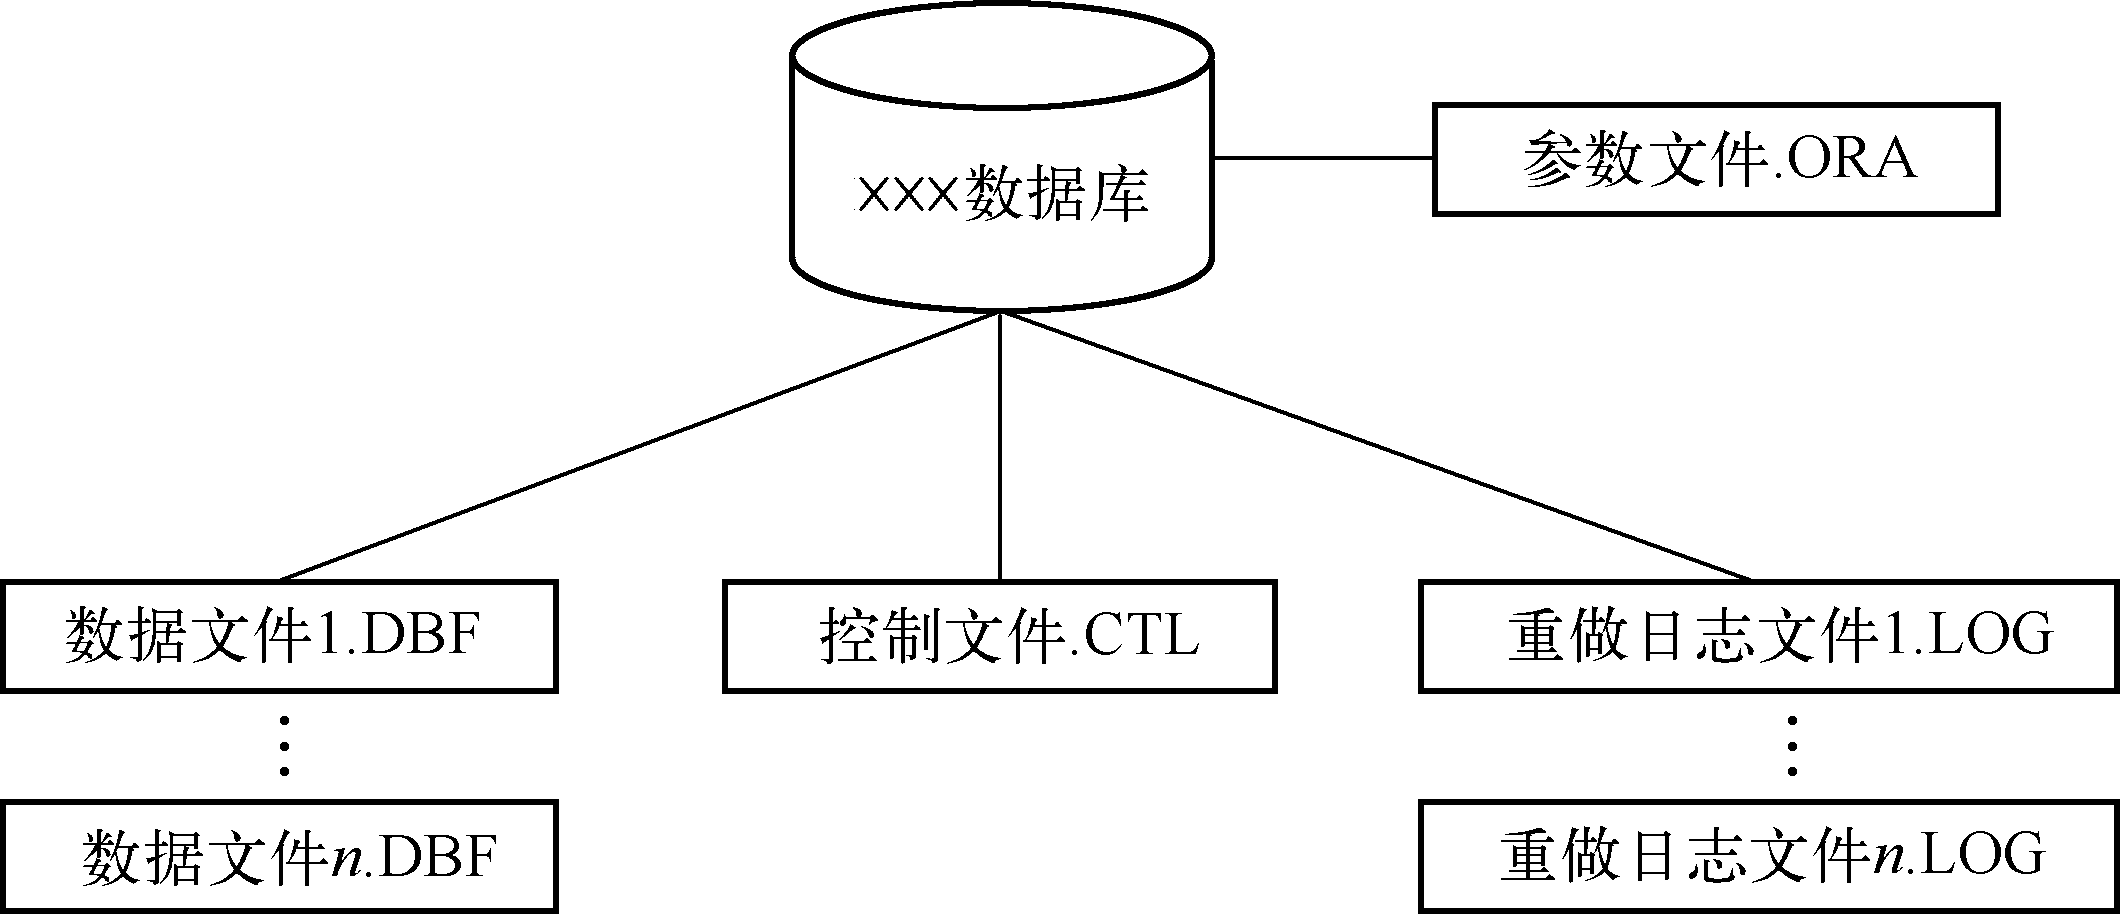 xxx数据库
参数文件.ORA
数据文件1.DBF
控制文件.CTL
重做日志文件1.LOG
数据文件n.DBF
重做日志文件n.LOG